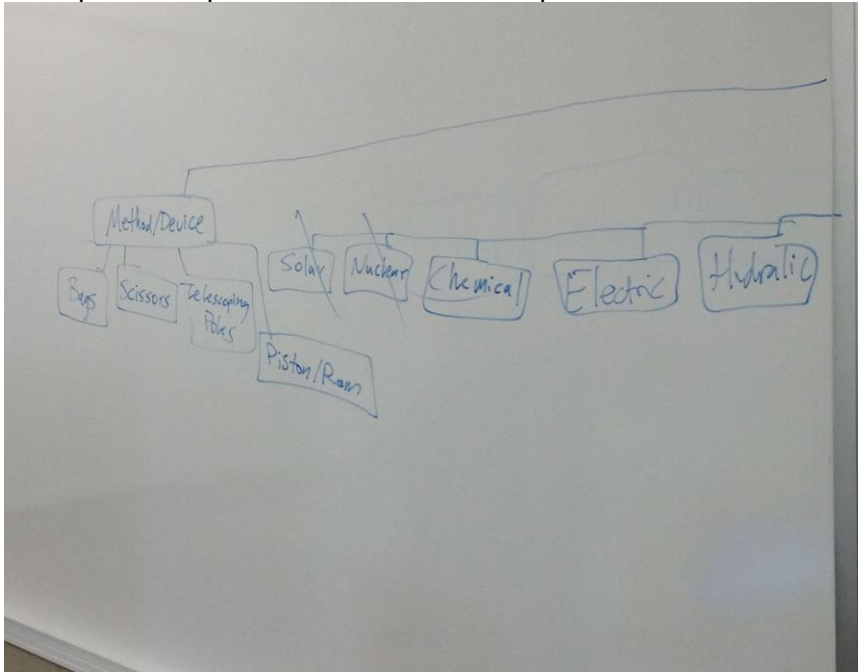 Method/Device
Solar
Nuclear
Chemical
Electric
Hydralic
Bags
Scissors
Telescoping
Poles
Piston/Ram